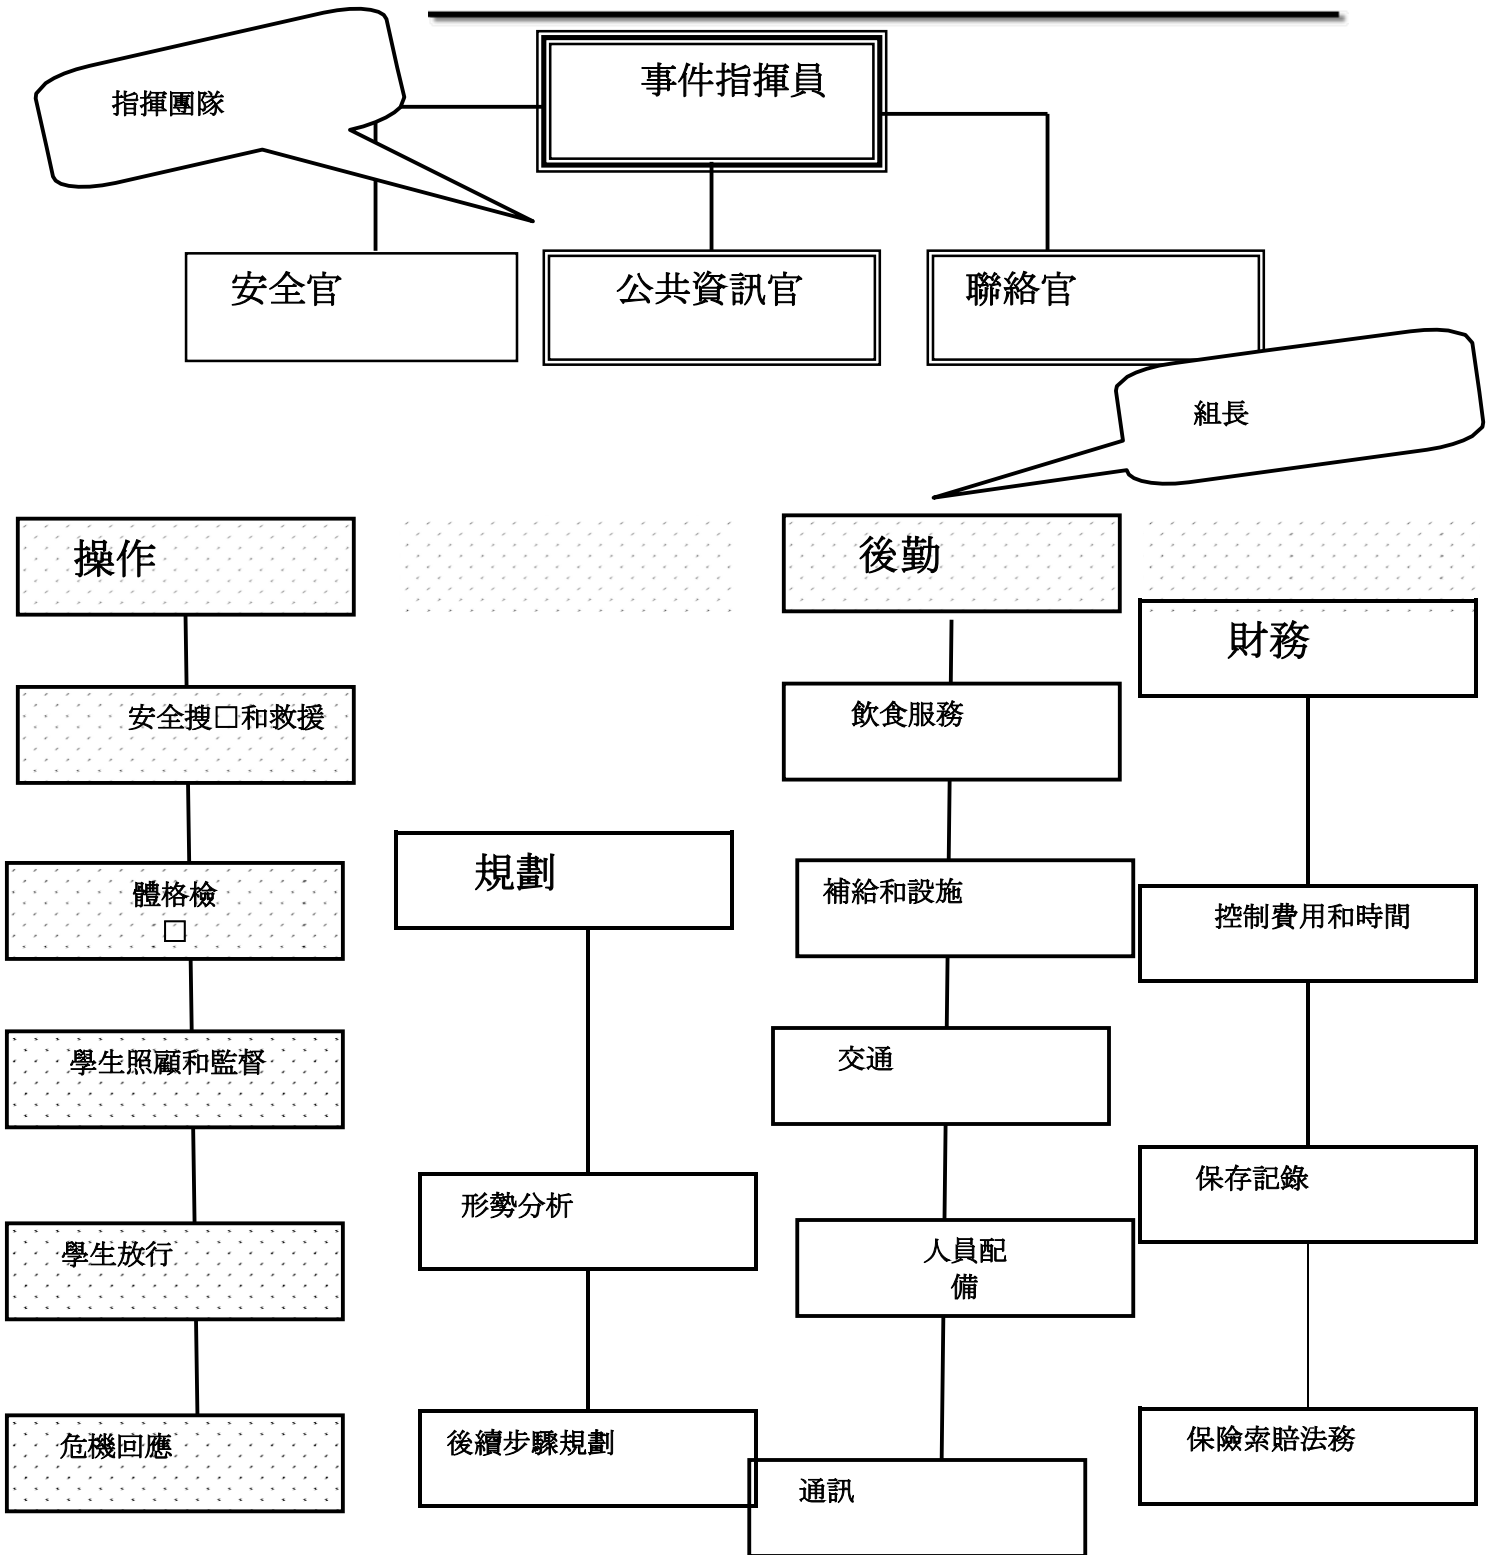 事件指揮員
指揮團隊
安全官
公共資訊官
聯絡官
組長
操作
安全搜□和救援
體格檢
□
學生照顧和監督
學生放行
危機回應
規劃
形勢分析
後續步驟規劃
後勤
飲食服務
補給和設施
交通
人員配
備
通訊
財務
控制費用和時間
保存記錄
保險索賠法務